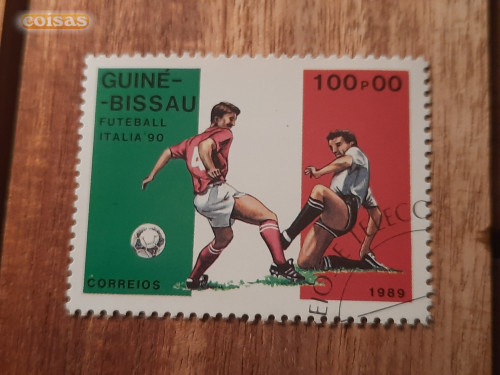 coisas
GUINÉ-
-BISSAU
FUTEBALL
ITALIA'90
100P00
CORREIOS
1989